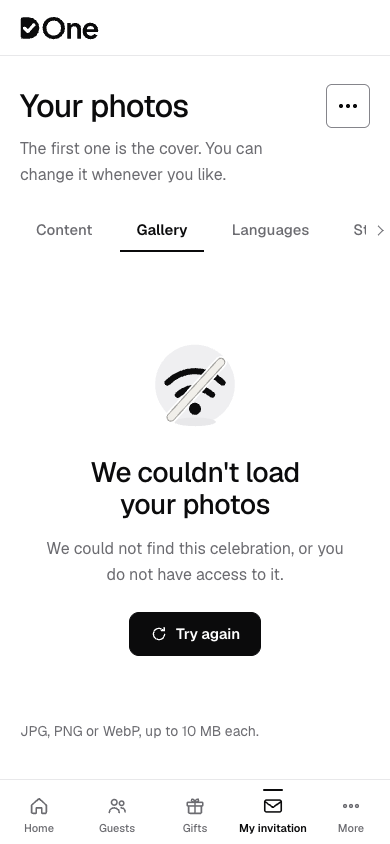 DOne
Your photos
The first one is the cover. You can
change it whenever you like.
Content Gallery Languages St
We couldn't load
your photos
We could not find this celebration, or you
do not have access to it.
Try again
JPG, PNG or WebP, up to 10 MB each.
Home Guests Gifts My invitation More